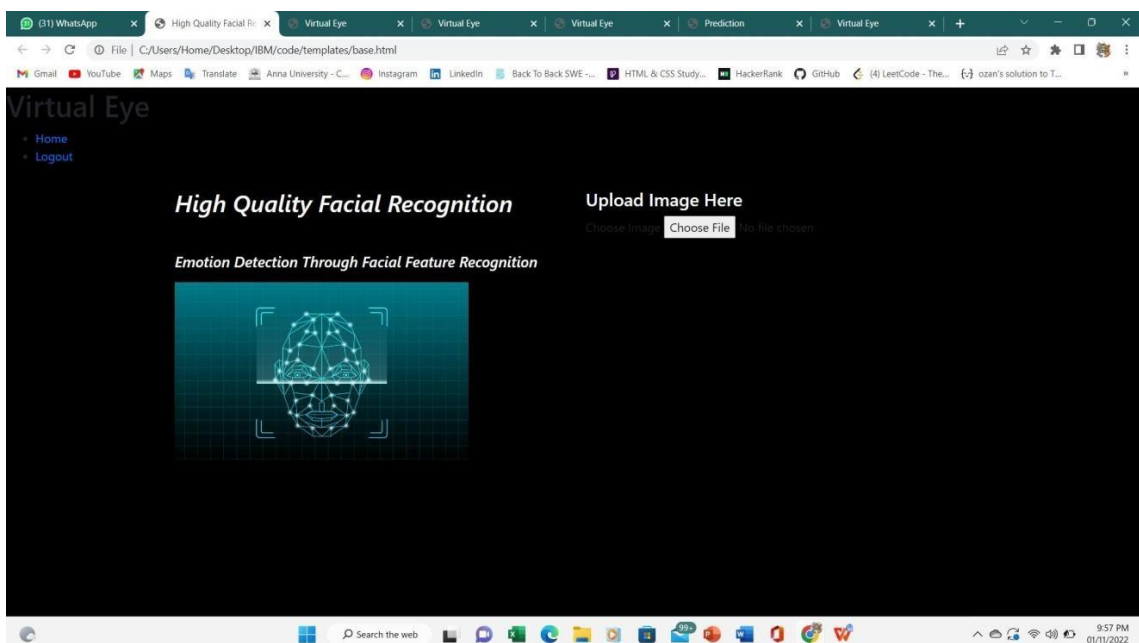 (31) WhatsApp
High Quality Facial Re
Virtual Eye
Virtual Eye
Virtual Eye
Prediction
Virtual Eye
File | C:/Users/Home/Desktop/IBM/code/templates/base.html
Gmail
YouTube
Maps
Translate
Anna University - C...
Instagram
LinkedIn
Back To Back SWE -...
HTML & CSS Study...
HackerRank
GitHub
(4) LeetCode - The...
ozan's solution to T...
Virtual Eye
Home
Logout
High Quality Facial Recognition
Emotion Detection Through Facial Feature Recognition
Upload Image Here
Choose Image Choose File No file chosen
Search the web
99+
9:57 PM
01/11/2022